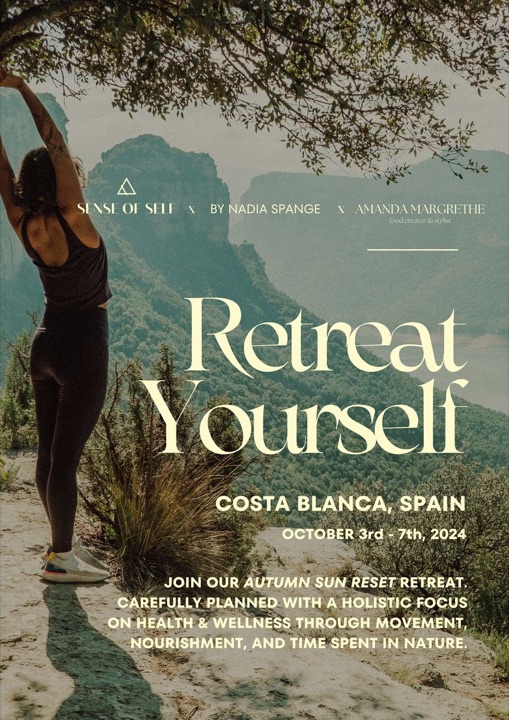 SENSE OF SELF x BY NADIA SPANGE x AMANDA MARGRETHE
food creator & stylist
Retreat
Yourself
COSTA BLANCA, SPAIN
OCTOBER 3rd - 7th, 2024
JOIN OUR AUTUMN SUN RESET RETREAT.
CAREFULLY PLANNED WITH A HOLISTIC FOCUS
ON HEALTH & WELLNESS THROUGH MOVEMENT,
NOURISHMENT, AND TIME SPENT IN NATURE.